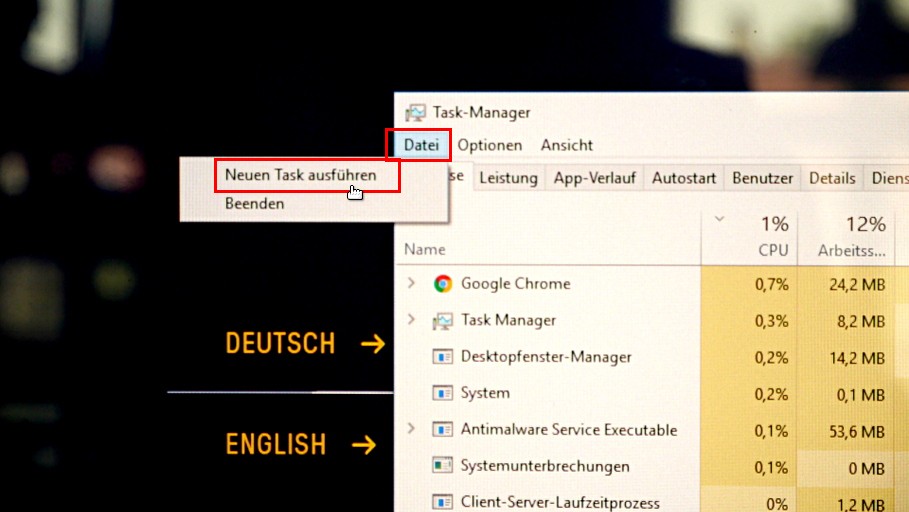 Task-Manager
Datei Optionen Ansicht
Neuen Task ausführen
Beenden
se Leistung App-Verlauf Autostart Benutzer Details Diens
1% 12%
Name CPU Arbeitss...
Google Chrome 0,7% 24,2 MB
Task Manager 0,3% 8,2 MB
Desktopfenster-Manager 0,2% 14,2 MB
System 0,2% 0,1 MB
Antimalware Service Executable 0,1% 53,6 MB
Systemunterbrechungen 0,1% 0 MB
Client-Server-Laufzeitprozess 0% 1,2 MB
DEUTSCH →
ENGLISH →